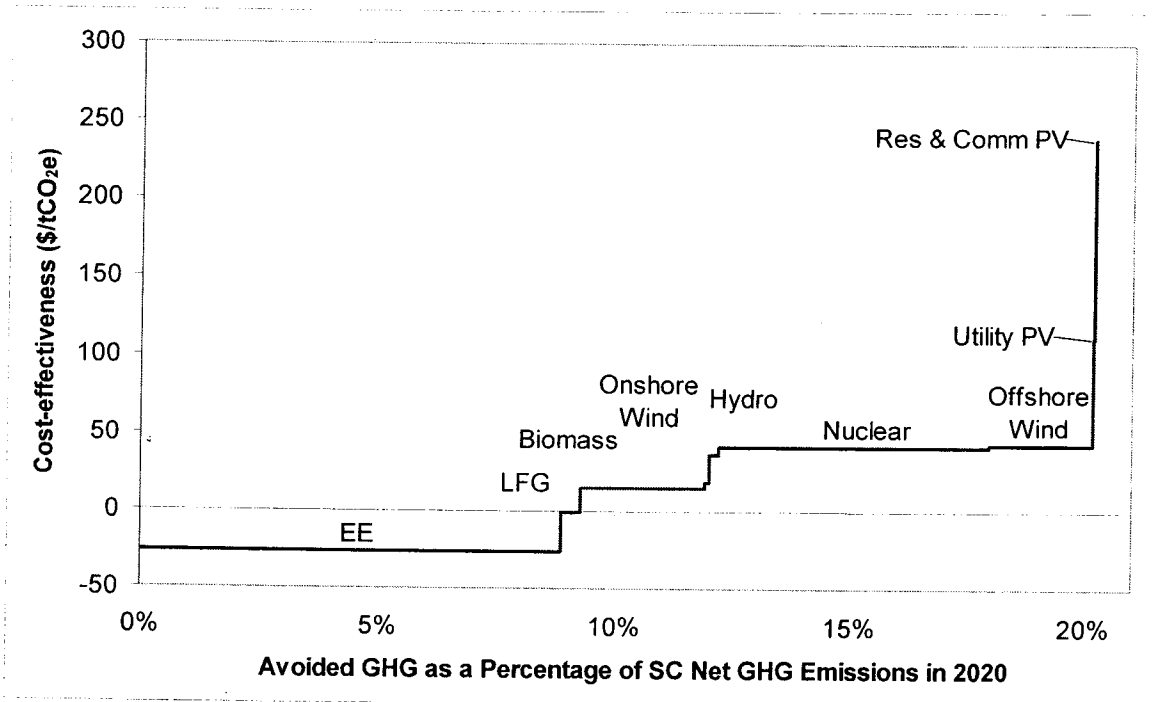 300
250
200
150
100
50
0
-50
Cost-effectiveness ($/tCO₂e)
Res & Comm PV
Utility PV
Onshore
Wind
Hydro
Offshore
Wind
Biomass
Nuclear
LFG
EE
0%
5%
10%
15%
20%
Avoided GHG as a Percentage of SC Net GHG Emissions in 2020